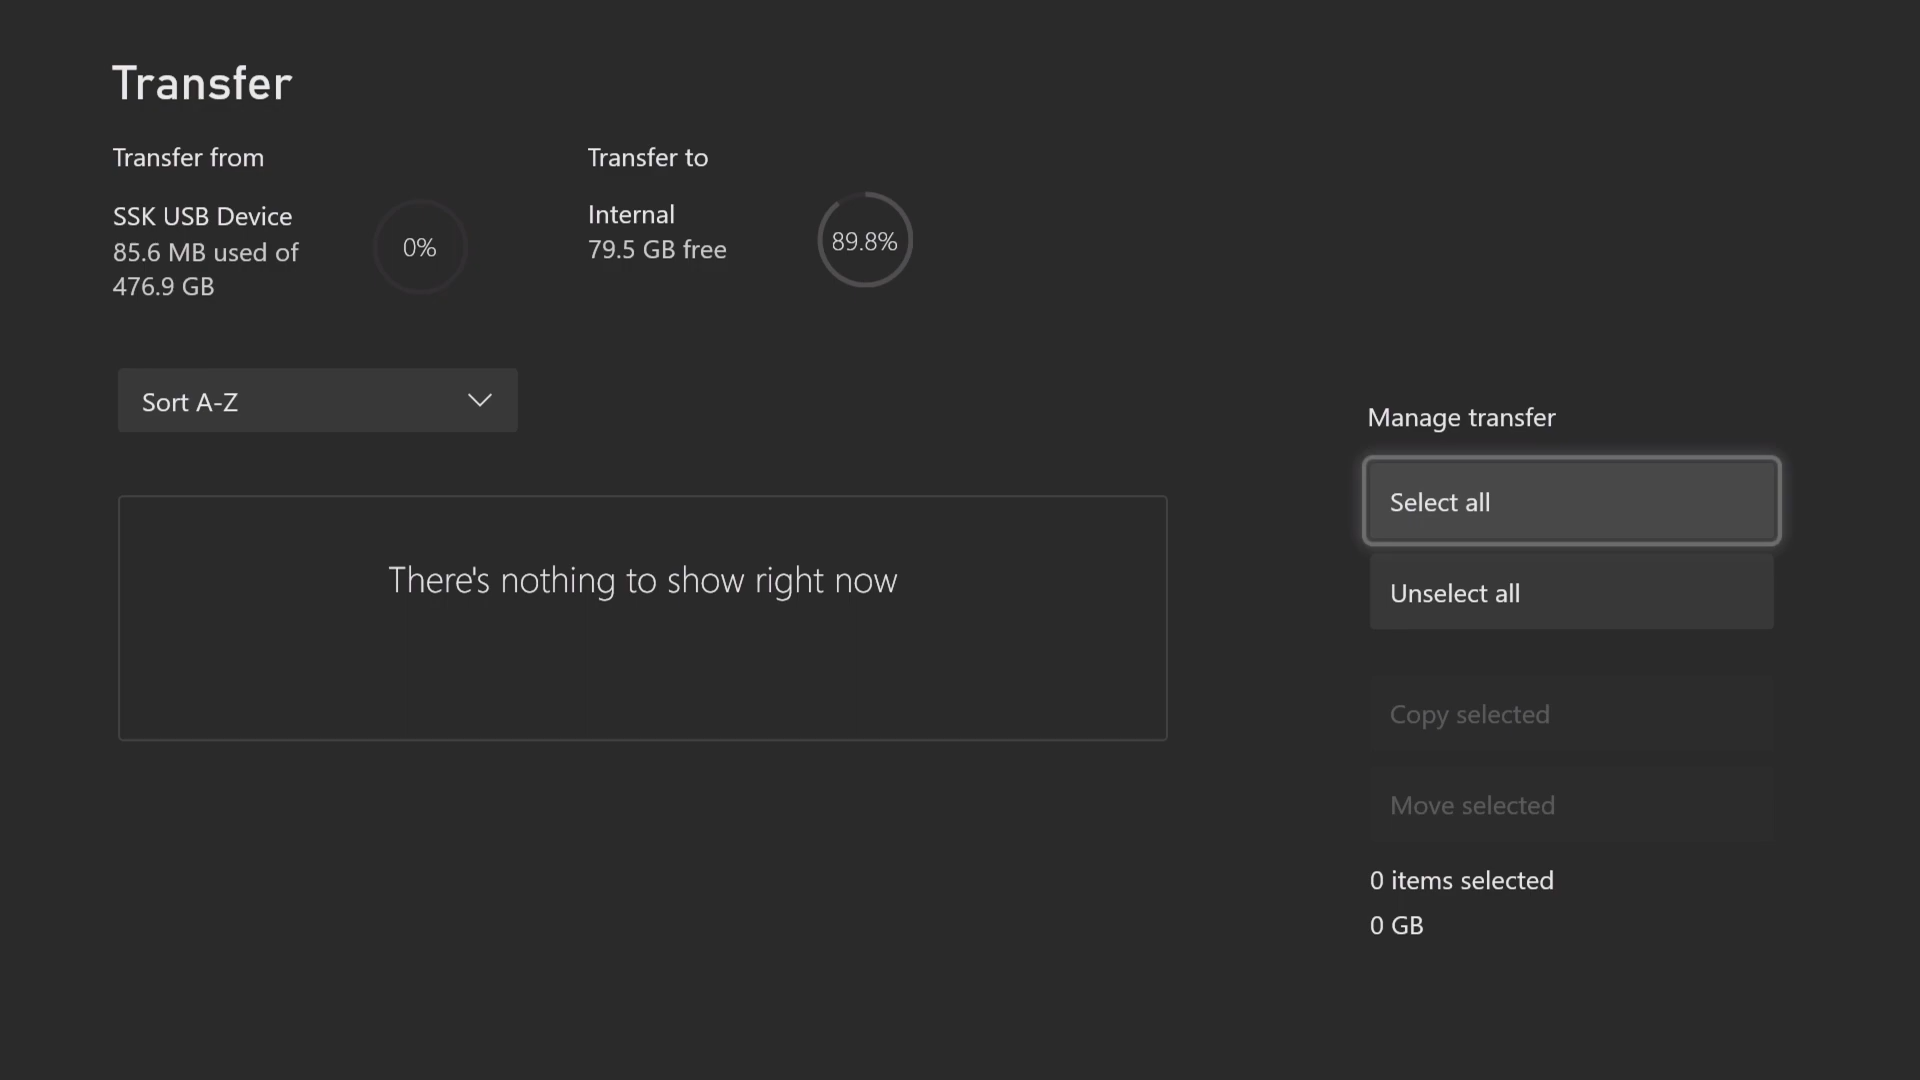 Transfer
Transfer from
SSK USB Device
85.6 MB used of
476.9 GB
0%
Transfer to
Internal
79.5 GB free
89.8%
Sort A-Z
There's nothing to show right now
Manage transfer
Select all
Unselect all
Copy selected
Move selected
0 items selected
0 GB